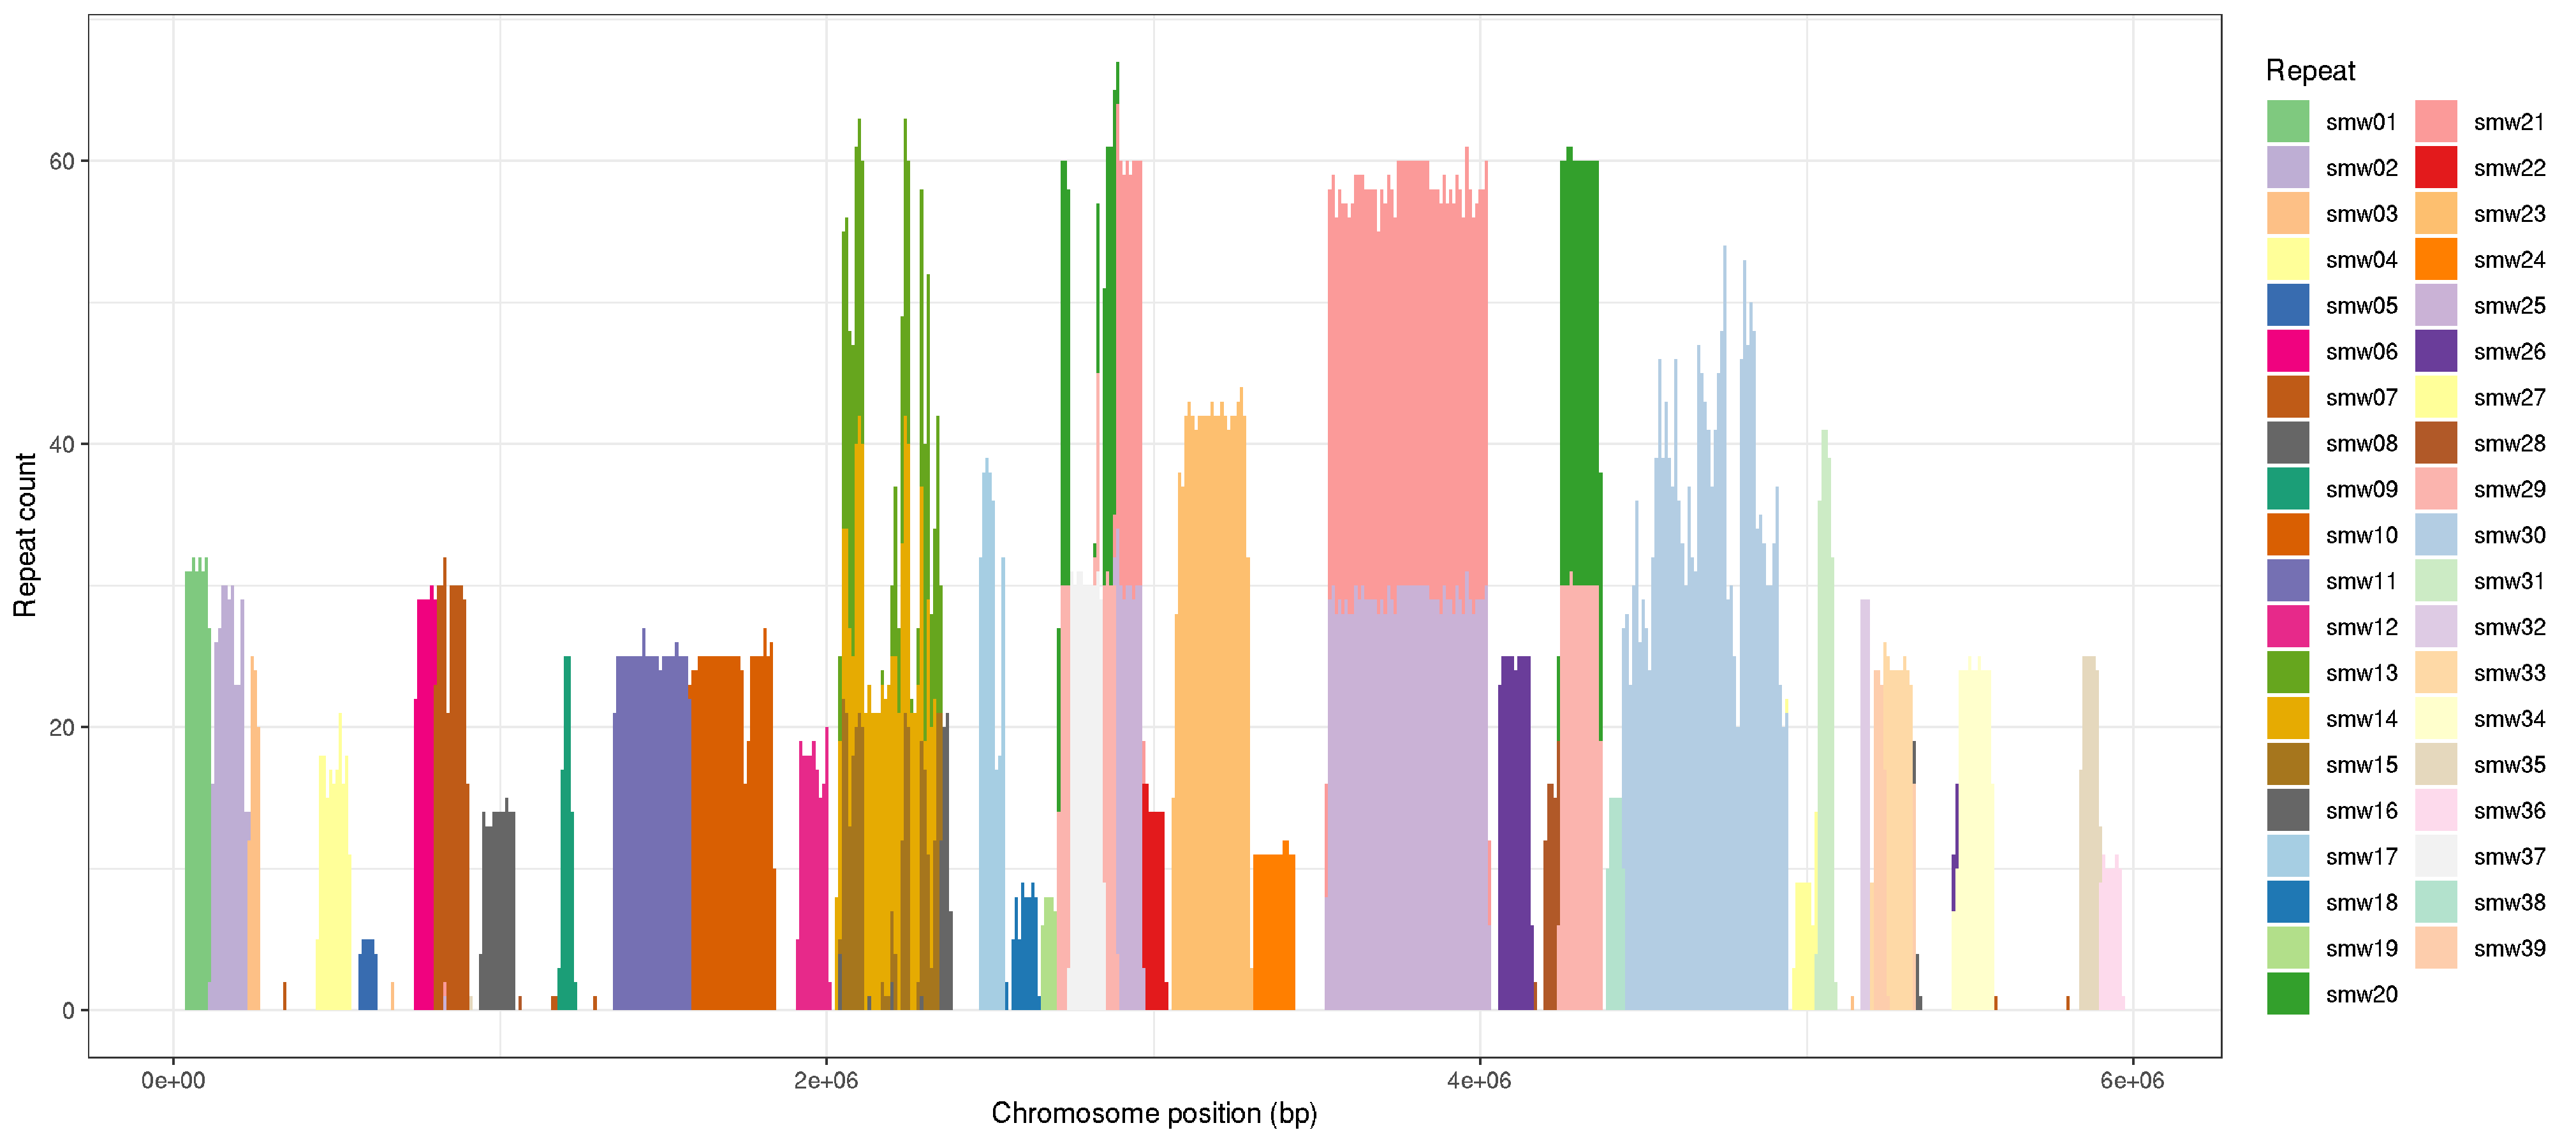 Repeat
smw01 smw21
smw02 smw22
smw03 smw23
smw04 smw24
smw05 smw25
smw06 smw26
smw07 smw27
smw08 smw28
smw09 smw29
smw10 smw30
smw11 smw31
smw12 smw32
smw13 smw33
smw14 smw34
smw15 smw35
smw16 smw36
smw17 smw37
smw18 smw38
smw19 smw39
smw20
60
40
20
0
Repeat count
0e+00 2e+06 4e+06 6e+06
Chromosome position (bp)